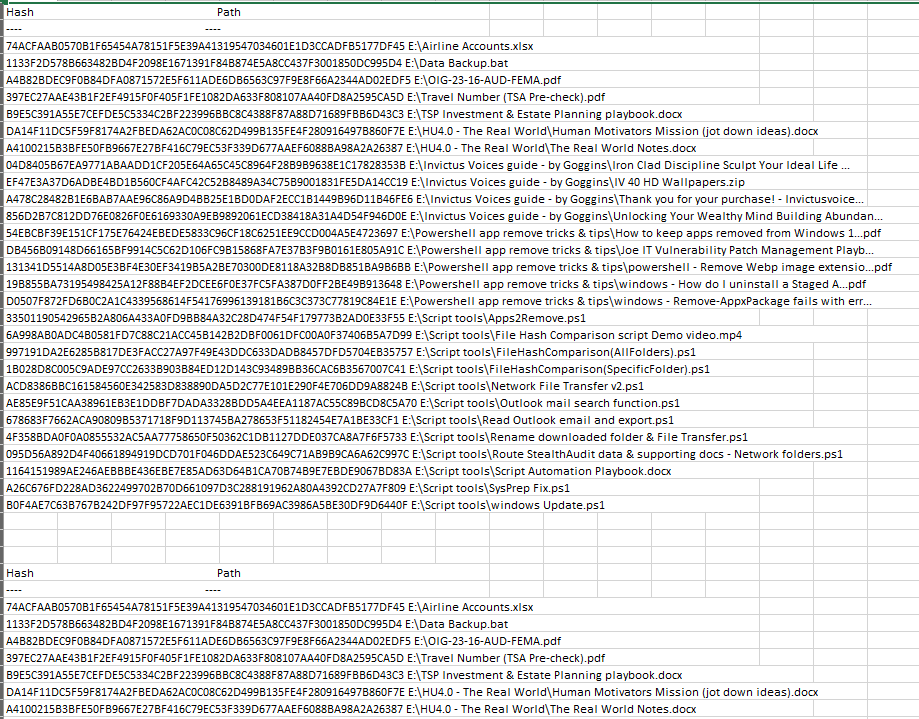 Hash Path
---- ----
74ACFAAB0570B1F65454A78151F5E39A41319547034601E1D3CCADFB5177DF45 E:\Airline Accounts.xlsx
1133F2D578B663482BD4F2098E1671391F84B874E5A8CC437F3001850DC995D4 E:\Data Backup.bat
A4B82BDEC9F0B84DFA0871572E5F611ADE6DB6563C97F9E8F66A2344AD02EDF5 E:\OIG-23-16-AUD-FEMA.pdf
397EC27AAE43B1F2EF4915F0F405F1FE1082DA633F808107AA40FD8A2595CA5D E:\Travel Number (TSA Pre-check).pdf
B9E5C391A55E7CEFDE5C5334C2BF223996BBC8C4388F87A88D71689FBB6D43C3 E:\TSP Investment & Estate Planning playbook.docx
DA14F11DC5F59F8174A2FBEDA62AC0C08C62D499B135FE4F280916497B860F7E E:\HU4.0 - The Real World\Human Motivators Mission (jot down ideas).docx
A4100215B3BFE50FB9667E27BF416C79EC53F339D677AAEF6088BA98A2A26387 E:\HU4.0 - The Real World\The Real World Notes.docx
04D8405B67EA9771ABAADD1CF205E64A65C45C8964F28B9B9638E1C17828353B E:\Invictus Voices guide - by Goggins\Iron Clad Discipline Sculpt Your Ideal Life ...
EF47E3A37D6ADBE4BD1B560CF4AFC42C52B8489A34C75B9001831FE5DA14CC19 E:\Invictus Voices guide - by Goggins\IV 40 HD Wallpapers.zip
A478C28482B1E6BAB7AAE96C86A9D4BB25E1BD0DAF2ECC1B1449B96D11B46FE6 E:\Invictus Voices guide - by Goggins\Thank you for your purchase! - Invictusvoice...
856D2B7C812DD76E0826F0E6169330A9EB9892061ECD38418A31A4D54F946D0E E:\Invictus Voices guide - by Goggins\Unlocking Your Wealthy Mind Building Abundan...
54EBCBF39E151CF175E76424EBEDE5833C96CF18C6251EE9CCD004A5E4723697 E:\Powershell app remove tricks & tips\How to keep apps removed from Windows 1...pdf
DB456B09148D66165BF9914C5C62D106FC9B15868FA7E37B3F9B0161E805A91C E:\Powershell app remove tricks & tips\Joe IT Vulnerability Patch Management Playb...
131341D5514A8D05E3BF4E30EF3419B5A2BE70300DE8118A32B8DB851BA9B6BB E:\Powershell app remove tricks & tips\powershell - Remove Webp image extensio...pdf
19B855BA73195498425A12F88B4EF2DCEE6F0E37FC5FA387D0FF2BE49B913648 E:\Powershell app remove tricks & tips\windows - How do I uninstall a Staged A...pdf
D0507F872FD6B0C2A1C4339568614F54176996139181B6C3C373C77819C84E1E E:\Powershell app remove tricks & tips\windows - Remove-AppxPackage fails with err...
33501190542965B2A806A433A0FD9BB84A32C28D474F54F179773B2AD0E33F55 E:\Script tools\Apps2Remove.ps1
6A998AB0ADC4B0581FD7C88C21ACC45B142B2DBF0061DFC00A0F37406B5A7D99 E:\Script tools\File Hash Comparison script Demo video.mp4
997191DA2E6285B817DE3FACC27A97F49E43DDC633DADB8457DFD5704EB35757 E:\Script tools\FileHashComparison(AllFolders).ps1
1B028D8C005C9ADE97CC2633B903B84ED12D143C93489BB36CAC6B3567007C41 E:\Script tools\FileHashComparison(SpecificFolder).ps1
ACD8386BBC161584560E342583D838890DA5D2C77E101E290F4E706DD9A8824B E:\Script tools\Network File Transfer v2.ps1
AE85E9F51CAA38961EB3E1DDBF7DADA3328BDD5A4EEA1187AC55C89BCD8C5A70 E:\Script tools\Outlook mail search function.ps1
678683F7662ACA90809B5371718F9D113745BA278653F51182454E7A1BE33CF1 E:\Script tools\Read Outlook email and export.ps1
4F358BDA0F0A0855532AC5AA77758650F50362C1DB1127DDE037CA8A7F6F5733 E:\Script tools\Rename downloaded folder & File Transfer.ps1
095D56A892D4F40661894919DCD701F046DDAE523C649C71AB9B9CA6A62C997C E:\Script tools\Route StealthAudit data & supporting docs - Network folders.ps1
1164151989AE246AEBBBE436EBE7E85AD63D64B1CA70B74B9E7EBDE9067BD83A E:\Script tools\Script Automation Playbook.docx
A26C676FD228AD3622499702B70D661097D3C288191962A80A4392CD27A7F809 E:\Script tools\SysPrep Fix.ps1
B0F4AE7C63B767B242DF97F95722AEC1DE6391BFB69AC3986A5BE30DF9D6440F E:\Script tools\windows Update.ps1
Hash Path
---- ----
74ACFAAB0570B1F65454A78151F5E39A41319547034601E1D3CCADFB5177DF45 E:\Airline Accounts.xlsx
1133F2D578B663482BD4F2098E1671391F84B874E5A8CC437F3001850DC995D4 E:\Data Backup.bat
A4B82BDEC9F0B84DFA0871572E5F611ADE6DB6563C97F9E8F66A2344AD02EDF5 E:\OIG-23-16-AUD-FEMA.pdf
397EC27AAE43B1F2EF4915F0F405F1FE1082DA633F808107AA40FD8A2595CA5D E:\Travel Number (TSA Pre-check).pdf
B9E5C391A55E7CEFDE5C5334C2BF223996BBC8C4388F87A88D71689FBB6D43C3 E:\TSP Investment & Estate Planning playbook.docx
DA14F11DC5F59F8174A2FBEDA62AC0C08C62D499B135FE4F280916497B860F7E E:\HU4.0 - The Real World\Human Motivators Mission (jot down ideas).docx
A4100215B3BFE50FB9667E27BF416C79EC53F339D677AAEF6088BA98A2A26387 E:\HU4.0 - The Real World\The Real World Notes.docx